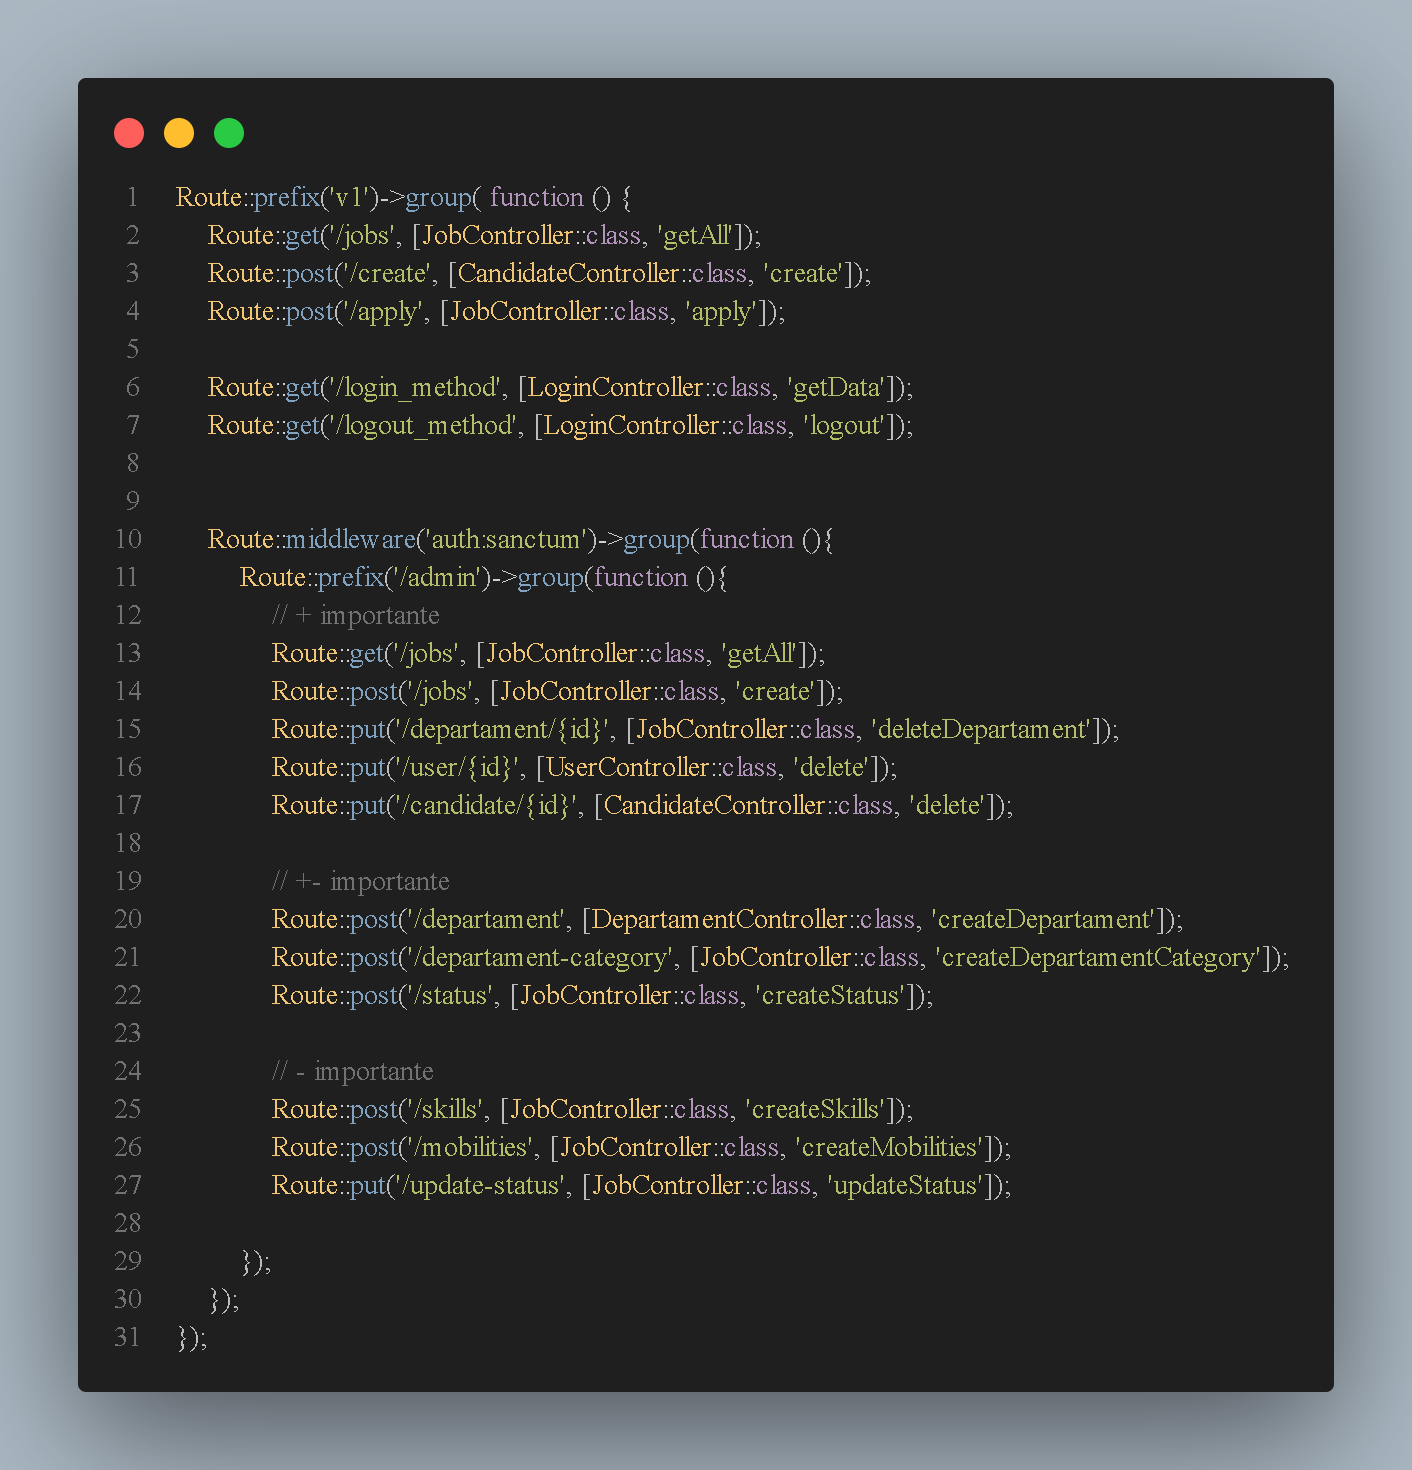 1 Route::prefix('v1')->group( function () {
2 Route::get('/jobs', [JobController::class, 'getAll']);
3 Route::post('/create', [CandidateController::class, 'create']);
4 Route::post('/apply', [JobController::class, 'apply']);
5
6 Route::get('/login_method', [LoginController::class, 'getData']);
7 Route::get('/logout_method', [LoginController::class, 'logout']);
8
9
10 Route::middleware('auth:sanctum')->group(function (){
11 Route::prefix('/admin')->group(function (){
12 // + importante
13 Route::get('/jobs', [JobController::class, 'getAll']);
14 Route::post('/jobs', [JobController::class, 'create']);
15 Route::put('/departament/{id}', [JobController::class, 'deleteDepartament']);
16 Route::put('/user/{id}', [UserController::class, 'delete']);
17 Route::put('/candidate/{id}', [CandidateController::class, 'delete']);
18
19 // +- importante
20 Route::post('/departament', [DepartamentController::class, 'createDepartament']);
21 Route::post('/departament-category', [JobController::class, 'createDepartamentCategory']);
22 Route::post('/status', [JobController::class, 'createStatus']);
23
24 // - importante
25 Route::post('/skills', [JobController::class, 'createSkills']);
26 Route::post('/mobilities', [JobController::class, 'createMobilities']);
27 Route::put('/update-status', [JobController::class, 'updateStatus']);
28
29 });
30 });
31 });